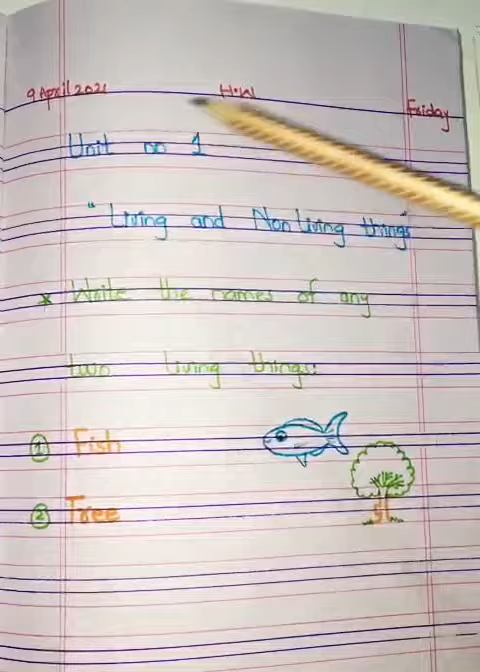 9 April 2021 H.W Friday
Unit no 1
"Living and Non Living things"
* Write the names of any
two living things:
① Fish
② Tree